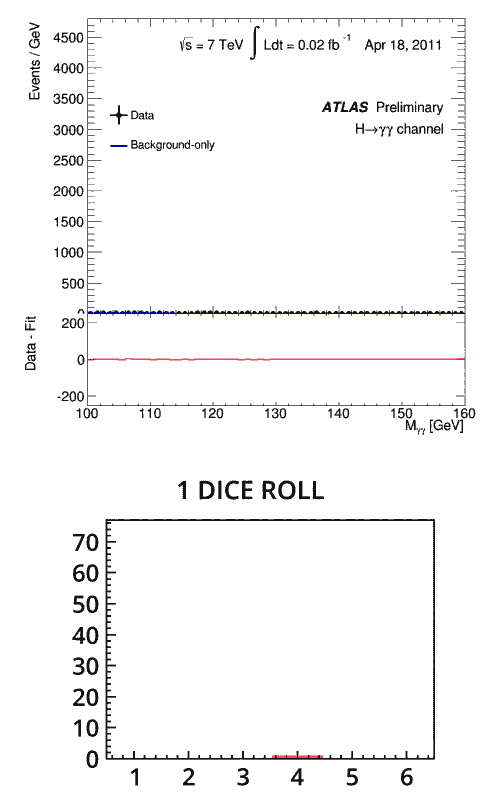 Events / GeV
4500
4000
3500
3000
2500
2000
1500
1000
500
0
√s = 7 TeV ∫ Ldt = 0.02 fb⁻¹ Apr 18, 2011
ATLAS Preliminary
H→γγ channel
Data
Background-only
Data - Fit
200
0
-200
100 110 120 130 140 150 160
Mγγ [GeV]
1 DICE ROLL
70
60
50
40
30
20
10
0
1 2 3 4 5 6